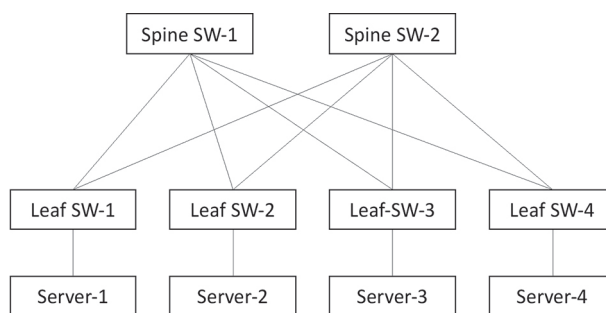 Spine SW-1
Spine SW-2
Leaf SW-1
Leaf SW-2
Leaf-SW-3
Leaf SW-4
Server-1
Server-2
Server-3
Server-4